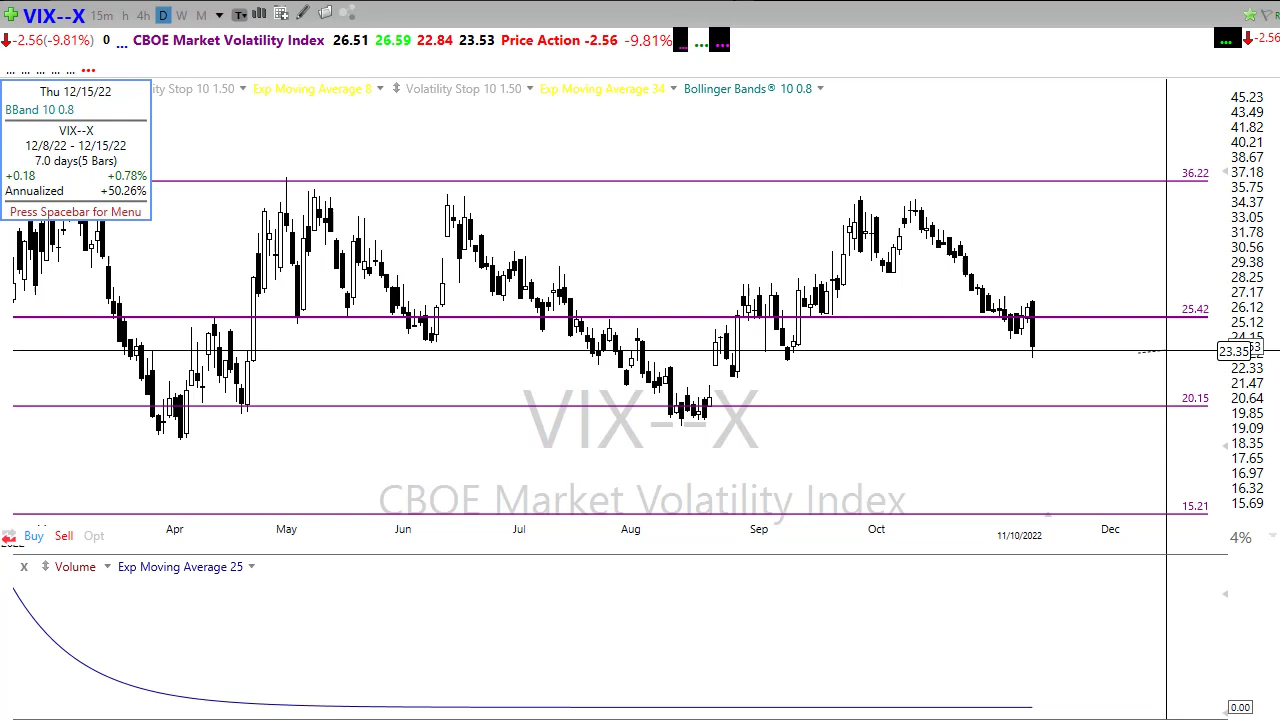 VIX--X 15m h 4h D W M T
-2.56(-9.81%) 0 ... CBOE Market Volatility Index 26.51 26.59 22.84 23.53 Price Action -2.56 -9.81% ... ... ... ... -2.56
... ... ... ... ... ...
Thu 12/15/22
BBand 10 0.8
VIX--X
12/8/22 - 12/15/22
7.0 days(5 Bars)
+0.18 +0.78%
Annualized +50.26%
Press Spacebar for Menu
ity Stop 10 1.50 Exp Moving Average 8 Volatility Stop 10 1.50 Exp Moving Average 34 Bollinger Bands® 10 0.8
36.22
25.42
20.15
15.21
45.23
43.49
41.82
40.21
38.67
37.18
35.75
34.37
33.05
31.78
30.56
29.38
28.25
27.17
26.12
25.12
23.35
22.33
21.47
20.64
19.85
19.09
18.35
17.65
16.97
16.32
15.69
VIX--X
CBOE Market Volatility Index
Apr May Jun Jul Aug Sep Oct 11/10/2022 Dec
Buy Sell Opt
4%
X Volume Exp Moving Average 25
0.00